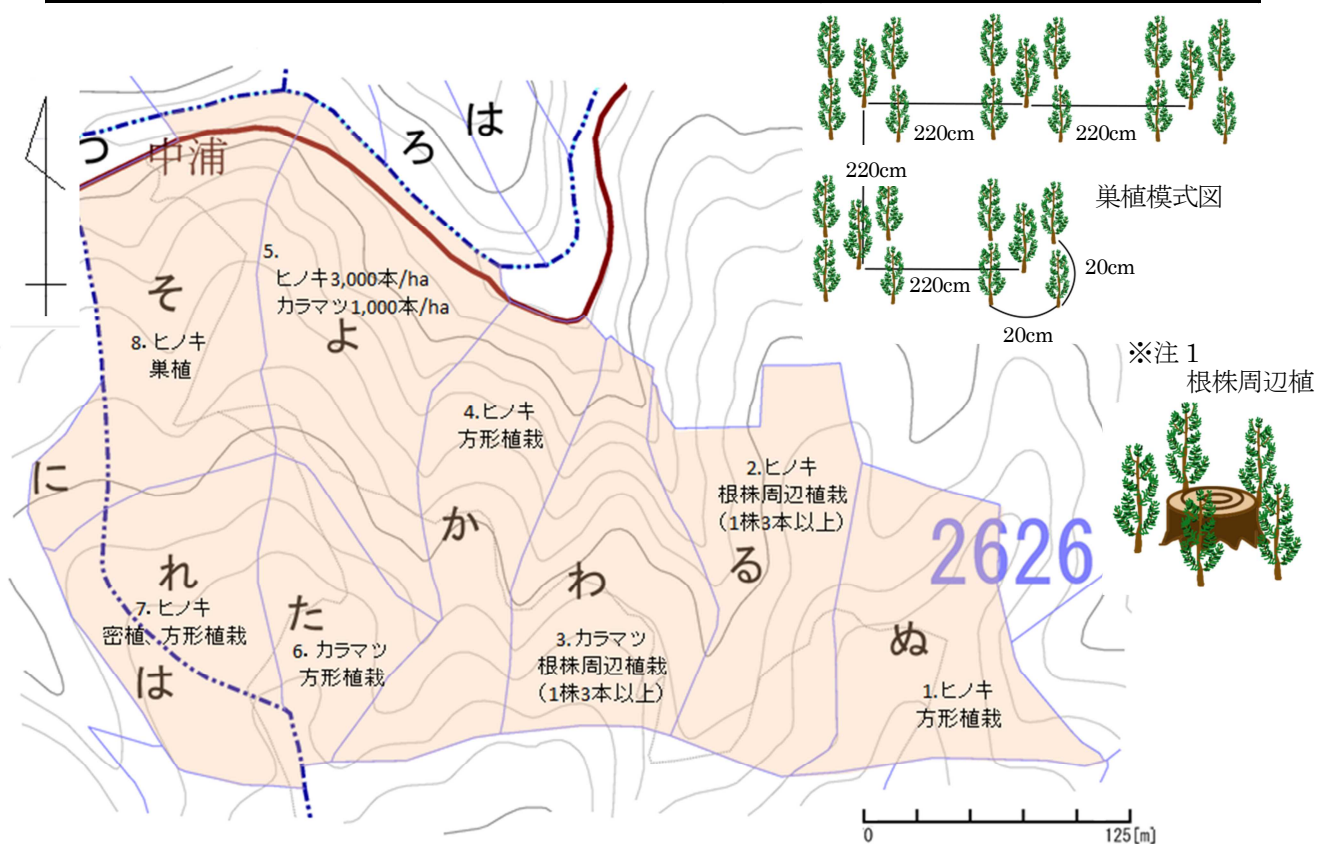 は
ろ
つ
中浦
220cm
220cm
220cm
巣植模式図
220cm
20cm
20cm
※注1
根株周辺植
5.
ヒノキ3,000本/ha
カラマツ1,000本/ha
そ
よ
8. ヒノキ
巣植
4.ヒノキ
方形植栽
2.ヒノキ
根株周辺植栽
（1株3本以上）
に
か
2626
れ
わ
る
7. ヒノキ
密植、方形植栽
た
ぬ
は
6. カラマツ
方形植栽
3.カラマツ
根株周辺植栽
（1株3本以上）
1.ヒノキ
方形植栽
0
125[m]